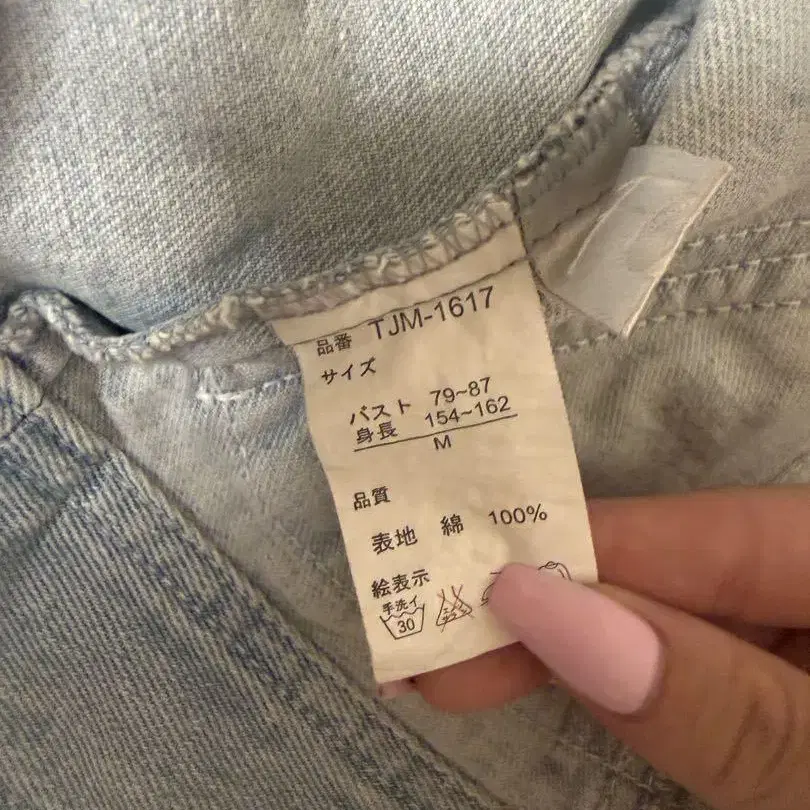 品番 TJM-1617
サイズ
バスト 79~87
身長 154~162
M
品質
表地 綿 100%
絵表示
手洗イ
30